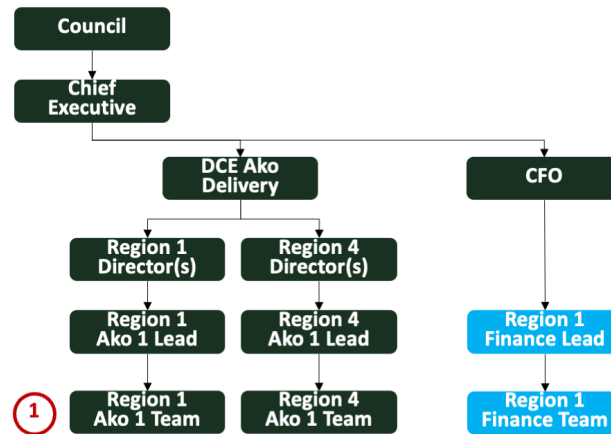 Council
Chief
Executive
DCE Ako
Delivery
CFO
Region 1
Director(s)
Region 4
Director(s)
Region 1
Ako 1 Lead
Region 4
Ako 1 Lead
Region 1
Finance Lead
1
Region 1
Ako 1 Team
Region 4
Ako 1 Team
Region 1
Finance Team